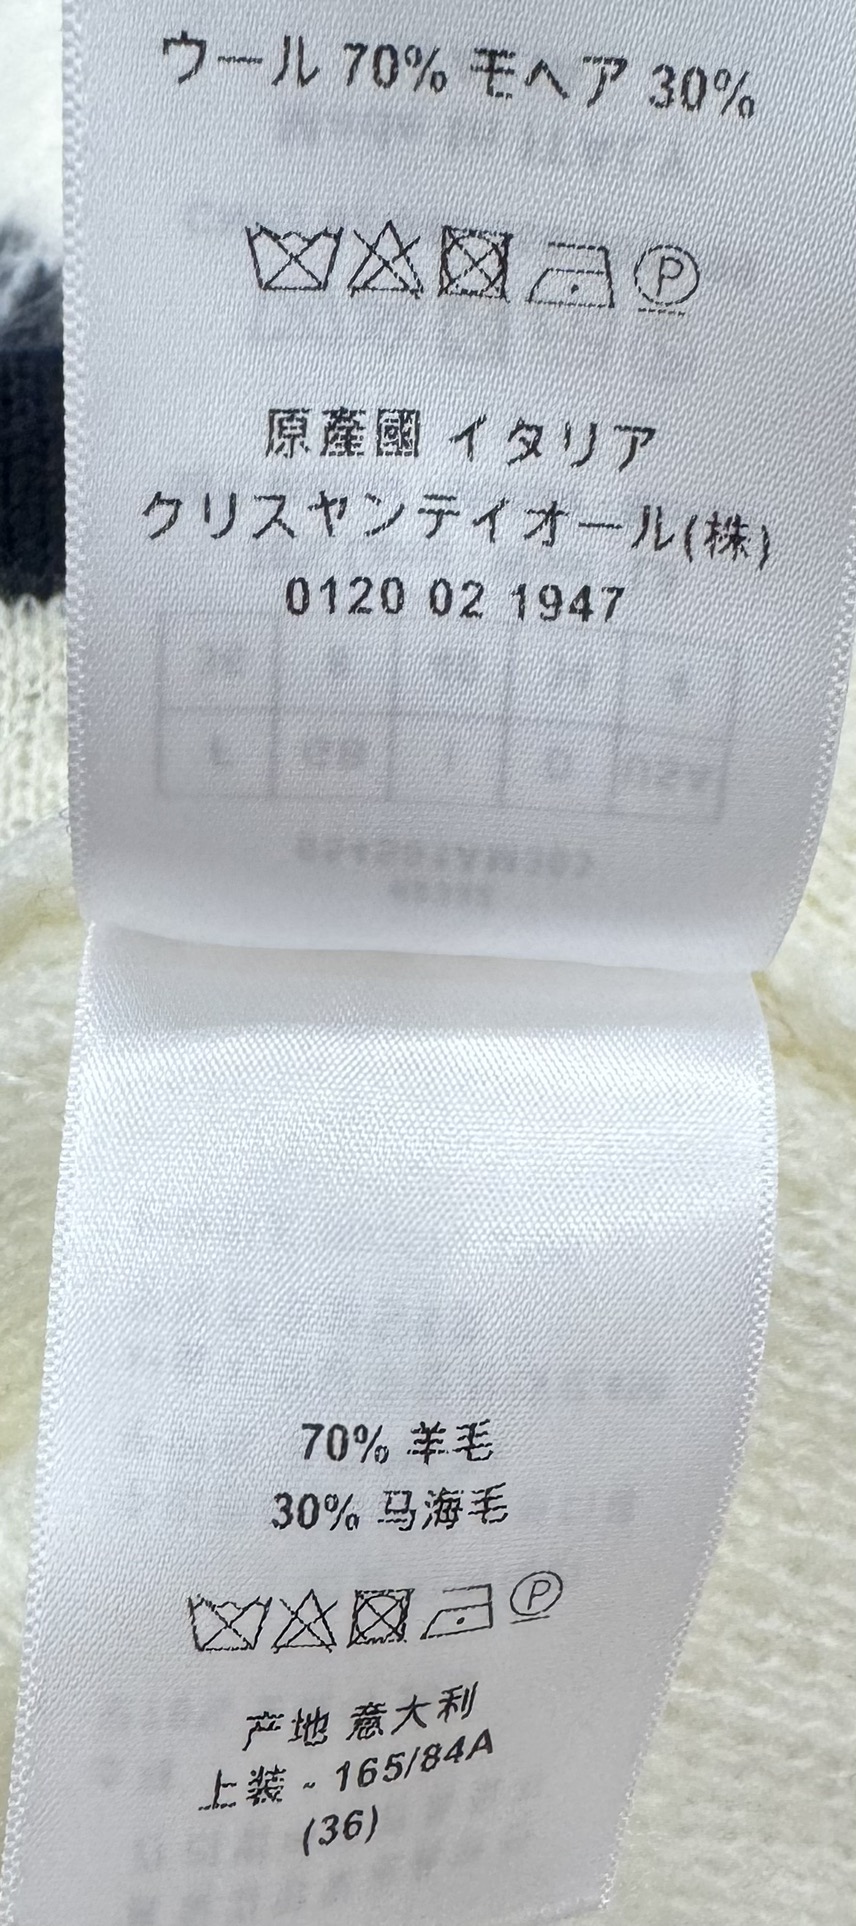 ウール 70% モヘア 30%
P
原産國 イタリア
クリスヤンテイオール(株)
0120 02 1947
70% 羊毛
30% 马海毛
P
产地 意大利
上装 - 165/84A
(36)